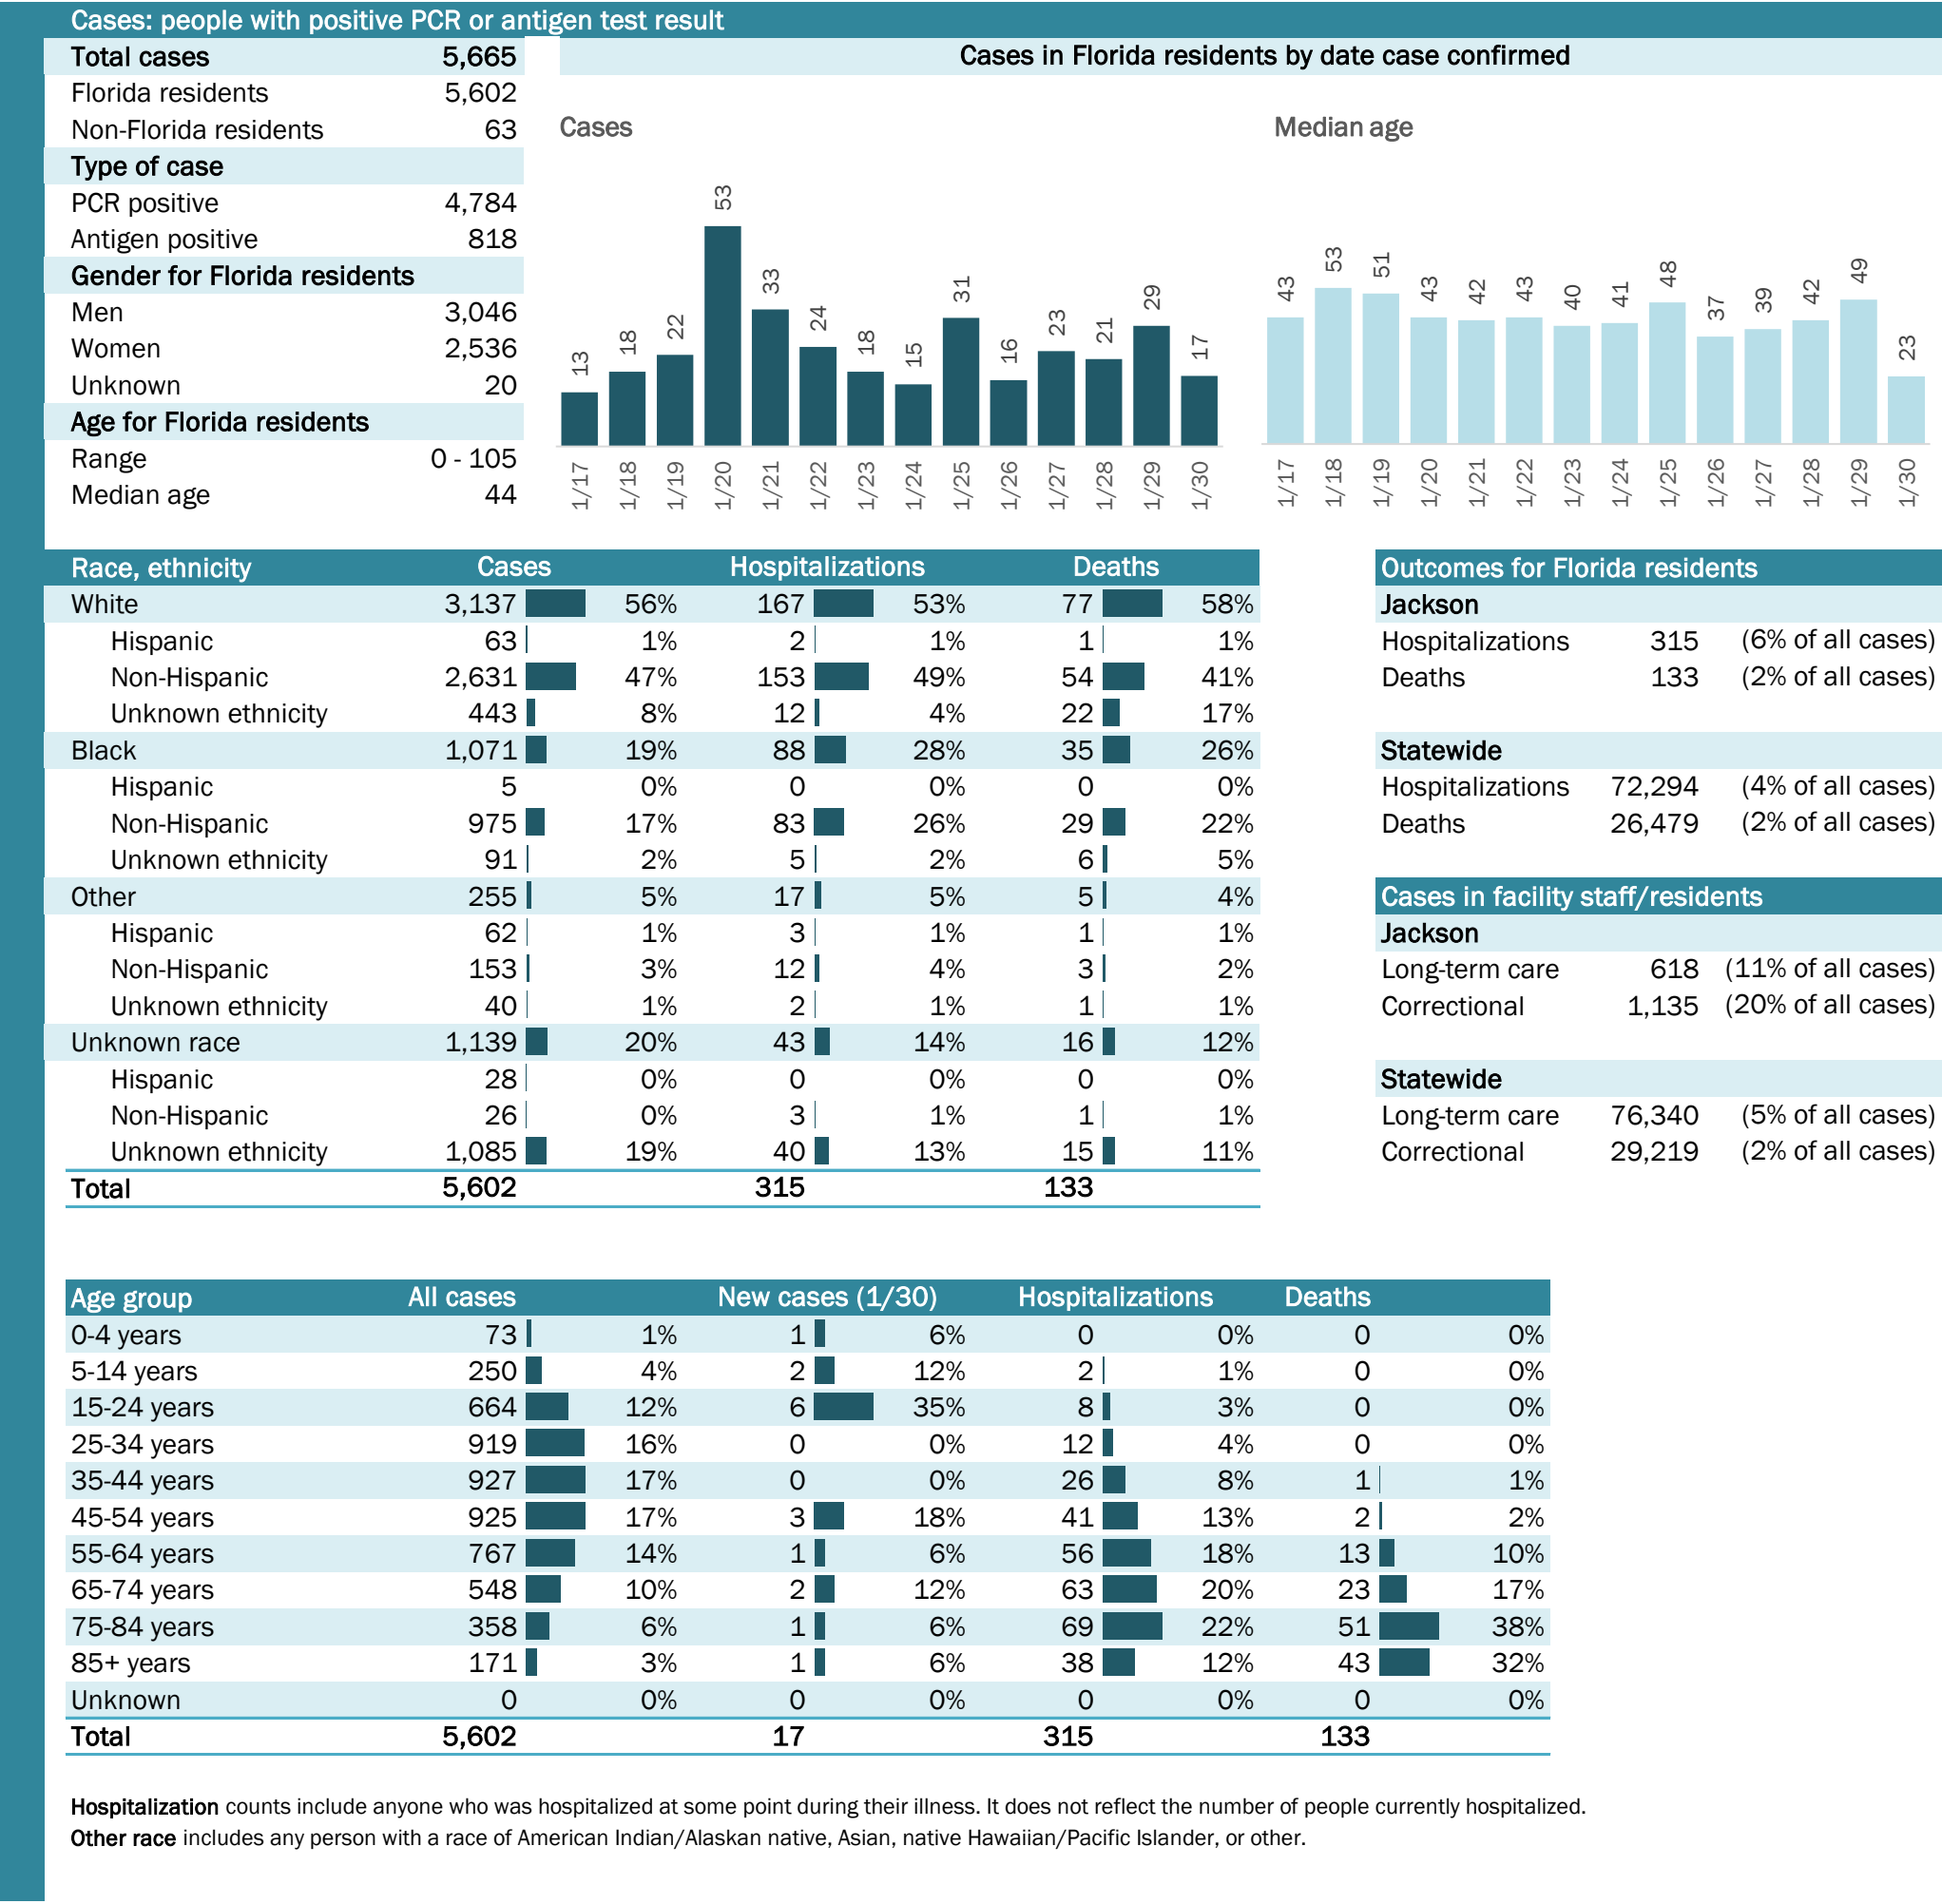 Cases: people with positive PCR or antigen test result
Total cases 5,665
Florida residents 5,602
Non-Florida residents 63
Type of case
PCR positive 4,784
Antigen positive 818
Gender for Florida residents
Men 3,046
Women 2,536
Unknown 20
Age for Florida residents
Range 0 - 105
Median age 44
Cases in Florida residents by date case confirmed
Cases
13 18 22 53 33 24 18 15 31 16 23 21 29 17
1/17 1/18 1/19 1/20 1/21 1/22 1/23 1/24 1/25 1/26 1/27 1/28 1/29 1/30
Median age
43 53 51 43 42 43 40 41 48 37 39 42 49 23
1/17 1/18 1/19 1/20 1/21 1/22 1/23 1/24 1/25 1/26 1/27 1/28 1/29 1/30
Race, ethnicity Cases Hospitalizations Deaths
White 3,137 56% 167 53% 77 58%
Hispanic 63 1% 2 1% 1 1%
Non-Hispanic 2,631 47% 153 49% 54 41%
Unknown ethnicity 443 8% 12 4% 22 17%
Black 1,071 19% 88 28% 35 26%
Hispanic 5 0% 0 0% 0 0%
Non-Hispanic 975 17% 83 26% 29 22%
Unknown ethnicity 91 2% 5 2% 6 5%
Other 255 5% 17 5% 5 4%
Hispanic 62 1% 3 1% 1 1%
Non-Hispanic 153 3% 12 4% 3 2%
Unknown ethnicity 40 1% 2 1% 1 1%
Unknown race 1,139 20% 43 14% 16 12%
Hispanic 28 0% 0 0% 0 0%
Non-Hispanic 26 0% 3 1% 1 1%
Unknown ethnicity 1,085 19% 40 13% 15 11%
Total 5,602 315 133
Outcomes for Florida residents
Jackson
Hospitalizations 315 (6% of all cases)
Deaths 133 (2% of all cases)
Statewide
Hospitalizations 72,294 (4% of all cases)
Deaths 26,479 (2% of all cases)
Cases in facility staff/residents
Jackson
Long-term care 618 (11% of all cases)
Correctional 1,135 (20% of all cases)
Statewide
Long-term care 76,340 (5% of all cases)
Correctional 29,219 (2% of all cases)
Age group All cases New cases (1/30) Hospitalizations Deaths
0-4 years 73 1% 1 6% 0 0% 0 0%
5-14 years 250 4% 2 12% 2 1% 0 0%
15-24 years 664 12% 6 35% 8 3% 0 0%
25-34 years 919 16% 0 0% 12 4% 0 0%
35-44 years 927 17% 0 0% 26 8% 1 1%
45-54 years 925 17% 3 18% 41 13% 2 2%
55-64 years 767 14% 1 6% 56 18% 13 10%
65-74 years 548 10% 2 12% 63 20% 23 17%
75-84 years 358 6% 1 6% 69 22% 51 38%
85+ years 171 3% 1 6% 38 12% 43 32%
Unknown 0 0% 0 0% 0 0% 0 0%
Total 5,602 17 315 133
Hospitalization counts include anyone who was hospitalized at some point during their illness. It does not reflect the number of people currently hospitalized.
Other race includes any person with a race of American Indian/Alaskan native, Asian, native Hawaiian/Pacific Islander, or other.